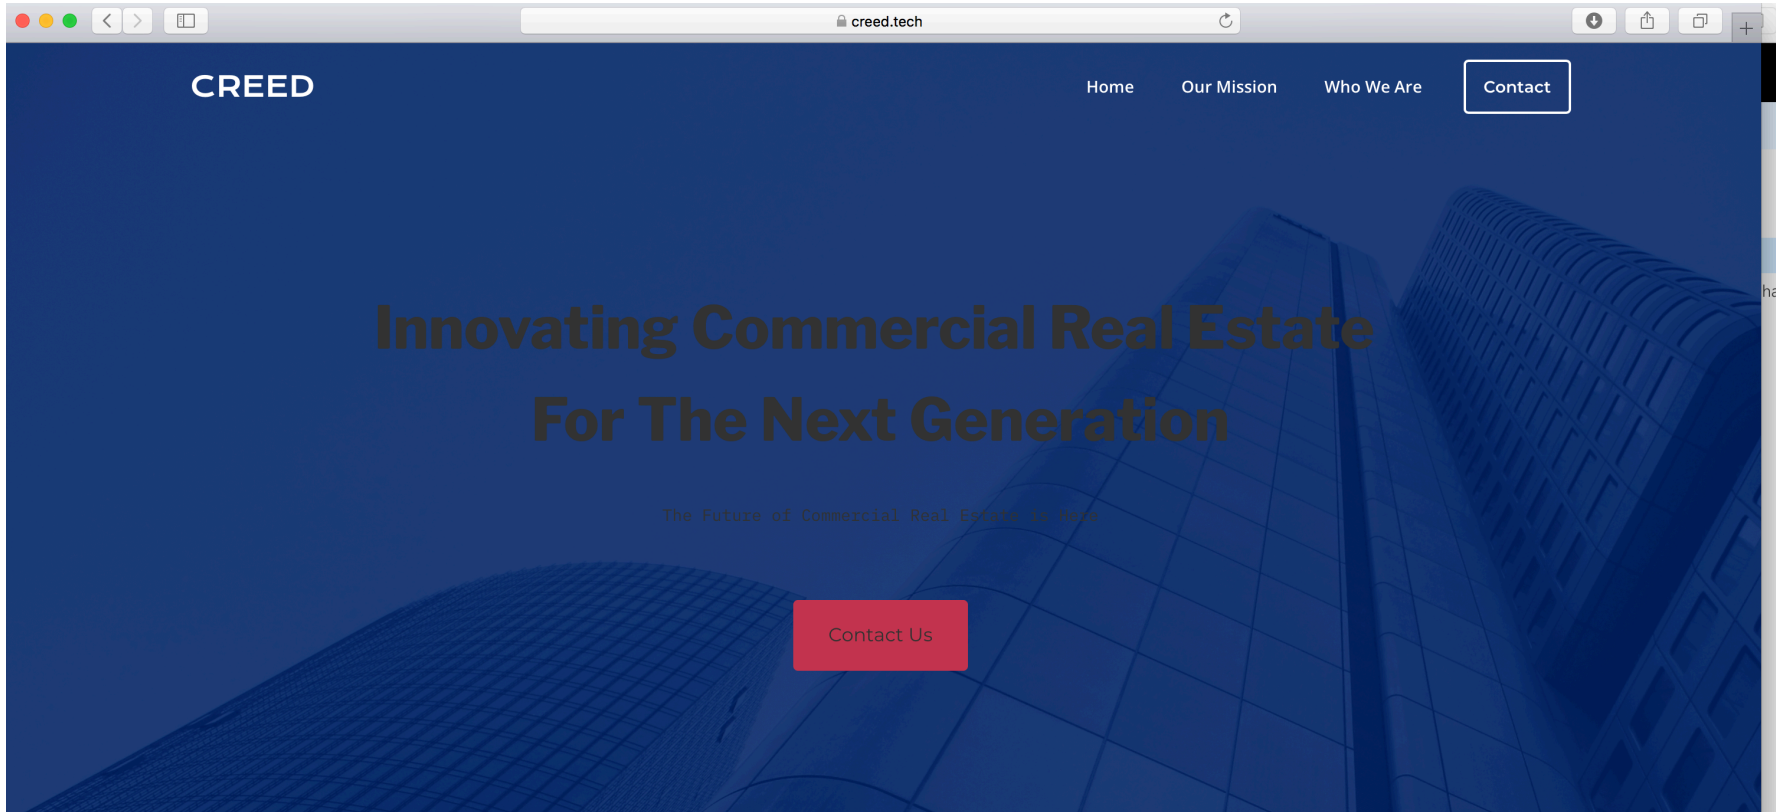 creed.tech
CREED
Home
Our Mission
Who We Are
Contact
Innovating Commercial Real Estate
For The Next Generation
The Future of Commercial Real Estate is Here
Contact Us
ha